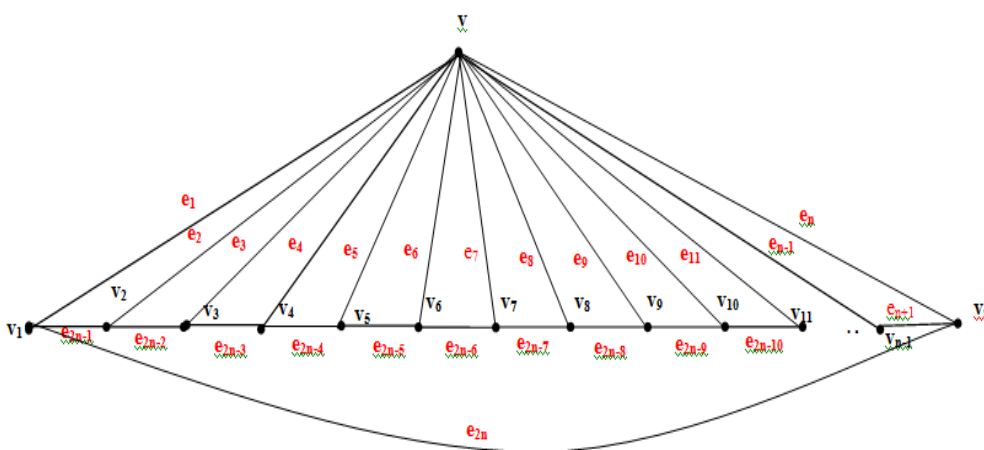 v
e₁
e₂ e₃ e₄ e₅ e₆ e₇ e₈ e₉ e₁₀ e₁₁ eₙ₋₁ eₙ
v₁ v₂ v₃ v₄ v₅ v₆ v₇ v₈ v₉ v₁₀ v₁₁ .. vₙ₋₁ v
e₂ₙ₋₁ e₂ₙ₋₂ e₂ₙ₋₃ e₂ₙ₋₄ e₂ₙ₋₅ e₂ₙ₋₆ e₂ₙ₋₇ e₂ₙ₋₈ e₂ₙ₋₉ e₂ₙ₋₁₀ eₙ₊₁
e₂ₙ